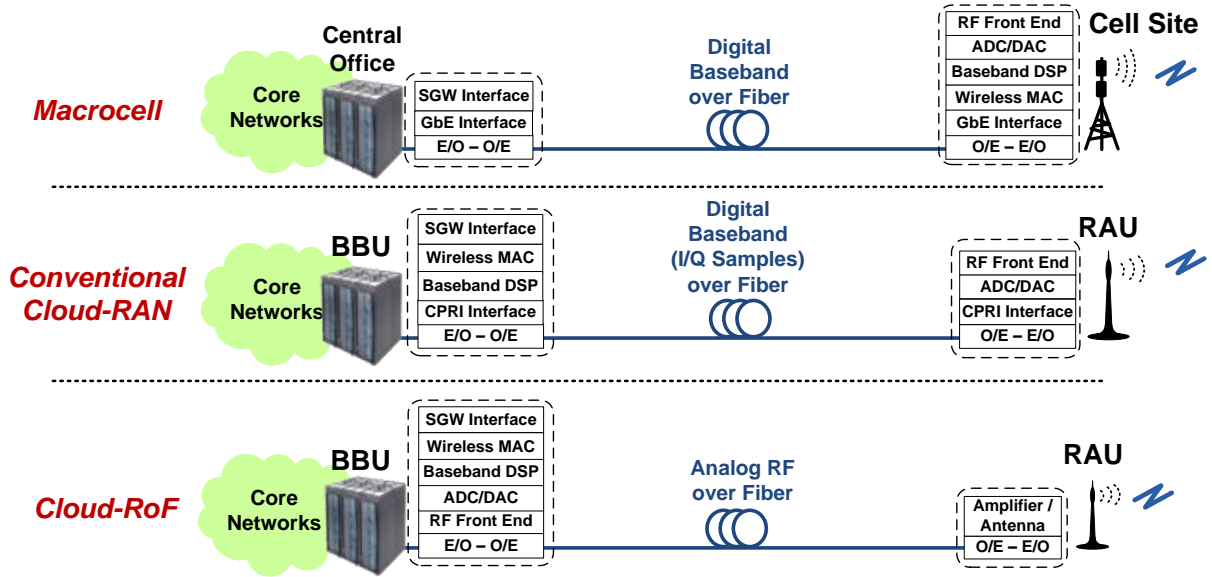 Macrocell
Core
Networks
Central
Office
SGW Interface
GbE Interface
E/O – O/E
Digital
Baseband
over Fiber
RF Front End
ADC/DAC
Baseband DSP
Wireless MAC
GbE Interface
O/E – E/O
Cell Site
Conventional
Cloud-RAN
Core
Networks
BBU
SGW Interface
Wireless MAC
Baseband DSP
CPRI Interface
E/O – O/E
Digital
Baseband
(I/Q Samples)
over Fiber
RF Front End
ADC/DAC
CPRI Interface
O/E – E/O
RAU
Cloud-RoF
Core
Networks
BBU
SGW Interface
Wireless MAC
Baseband DSP
ADC/DAC
RF Front End
E/O – O/E
Analog RF
over Fiber
Amplifier /
Antenna
O/E – E/O
RAU